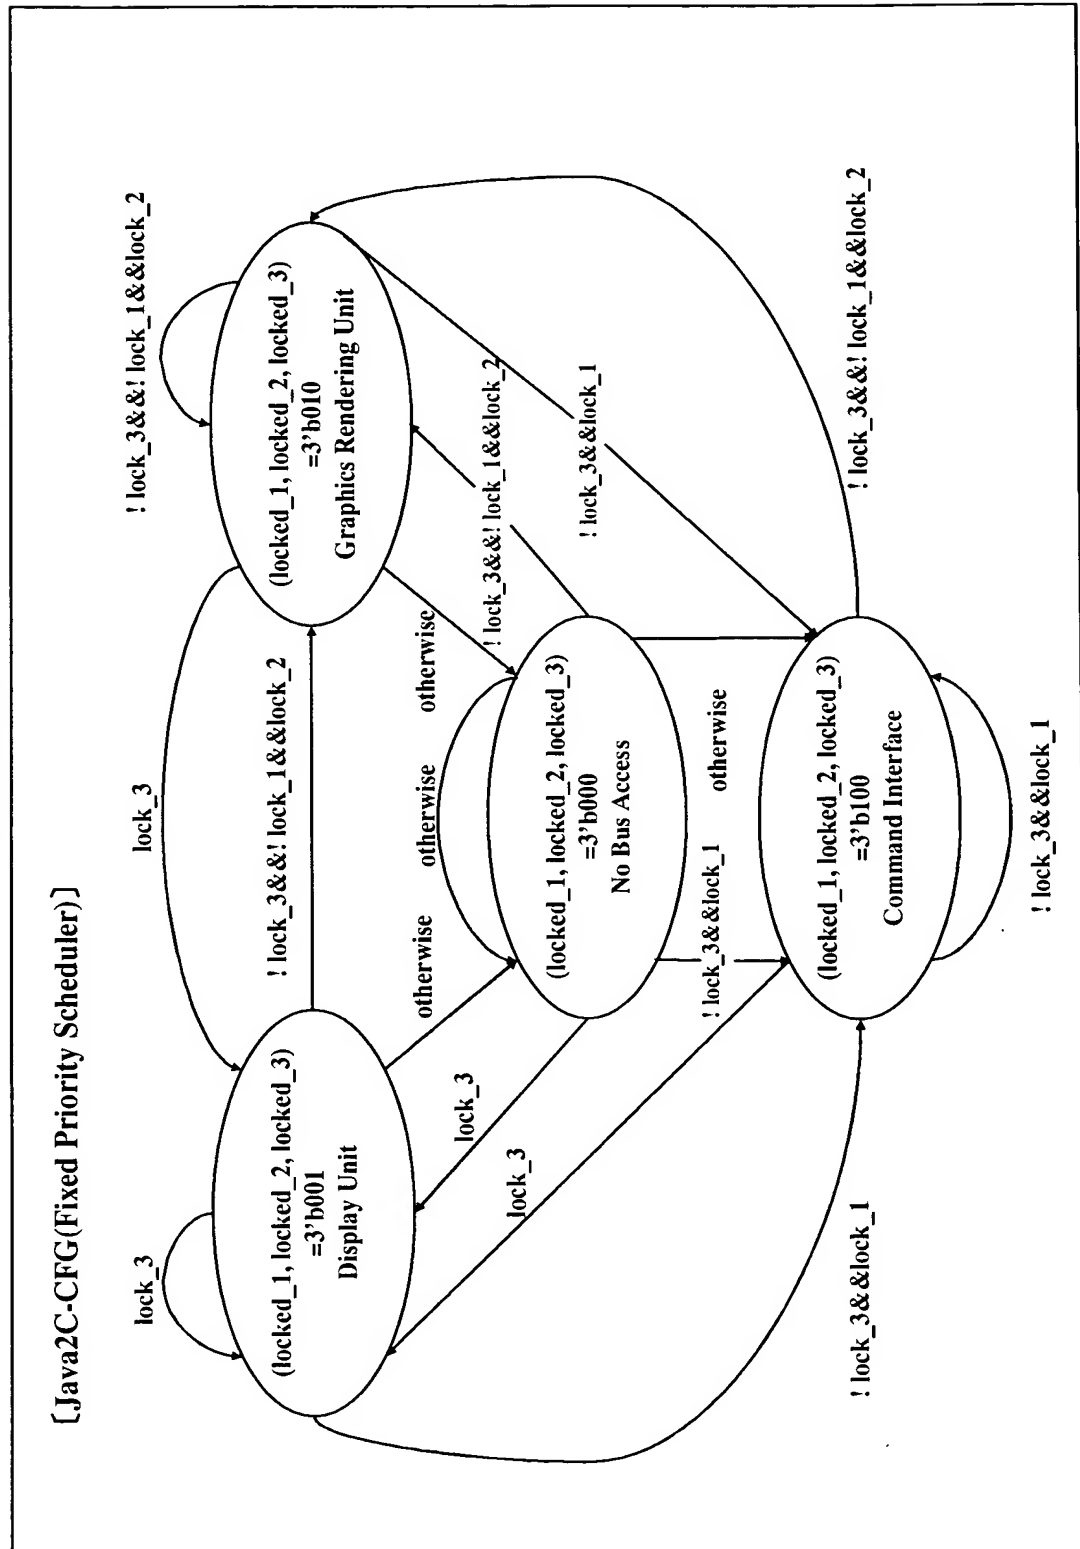 [Java2C-CFG(Fixed Priority Scheduler)]
lock_3
lock_3
! lock_3&&! lock_1&&lock_2
(locked_1, locked_2, locked_3)
=3'b001
Display Unit
! lock_3&&! lock_1&&lock_2
(locked_1, locked_2, locked_3)
=3'b010
Graphics Rendering Unit
otherwise
otherwise
otherwise
lock_3
! lock_3&&! lock_1&&lock_2
lock_3
(locked_1, locked_2, locked_3)
=3'b000
No Bus Access
! lock_3&&lock_1
! lock_3&&lock_1
otherwise
(locked_1, locked_2, locked_3)
=3'b100
Command Interface
! lock_3&&lock_1
! lock_3&&! lock_1&&lock_2
! lock_3&&lock_1